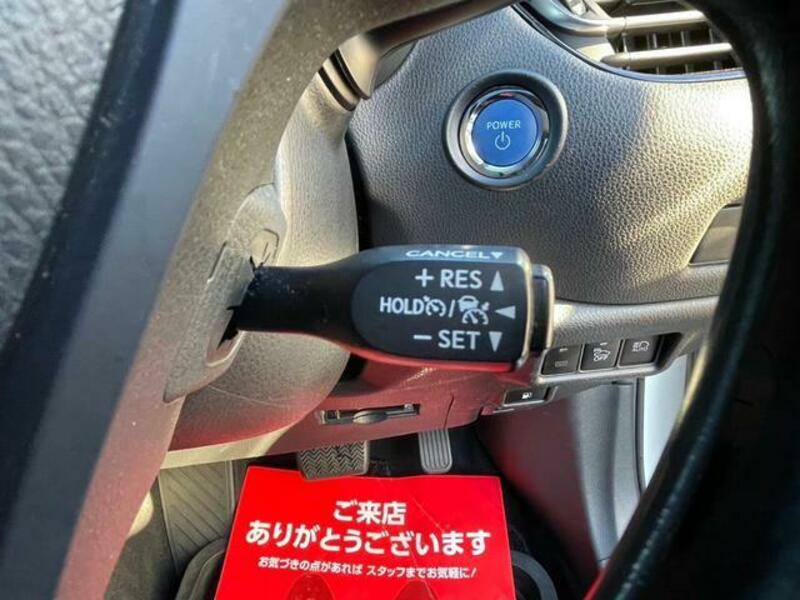 POWER
CANCEL▼
+RES▲
HOLD / ◀
−SET▼
OFF
AUTO
ご来店
ありがとうございます
お気づきの点があれば スタッフまでお気軽に!